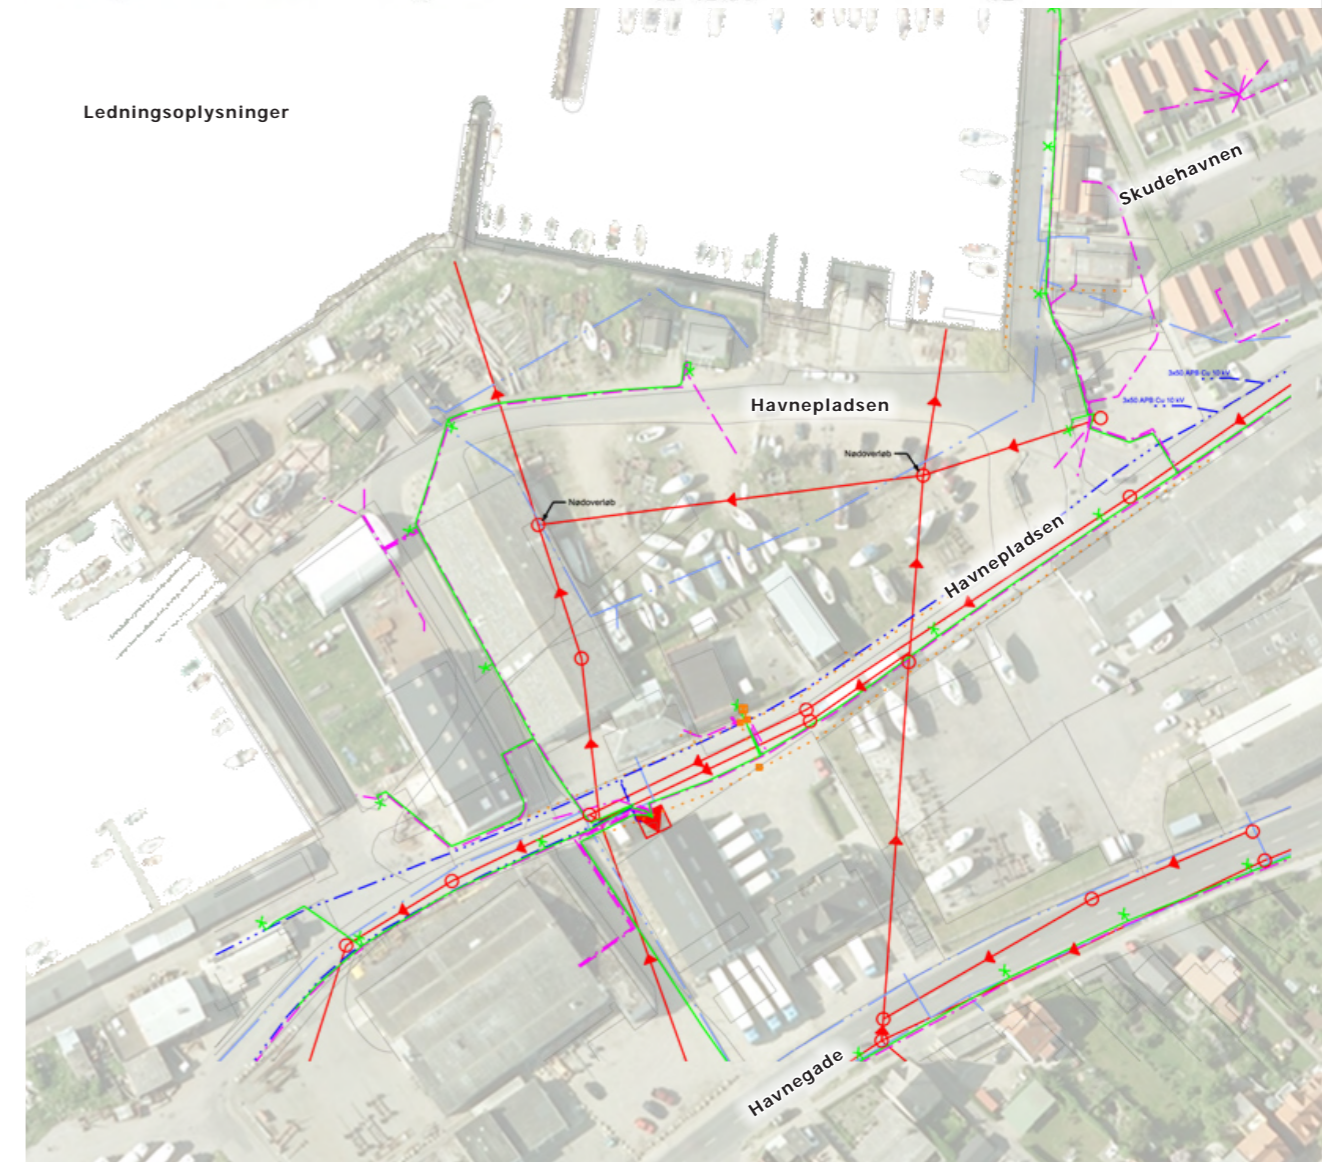 Ledningsoplysninger
Skudehavnen
3x50 APB Cu 10 kV
3x50 APB Cu 10 kV
Havnepladsen
Nødoverløb
Nødoverløb
Havnepladsen
Havnegade